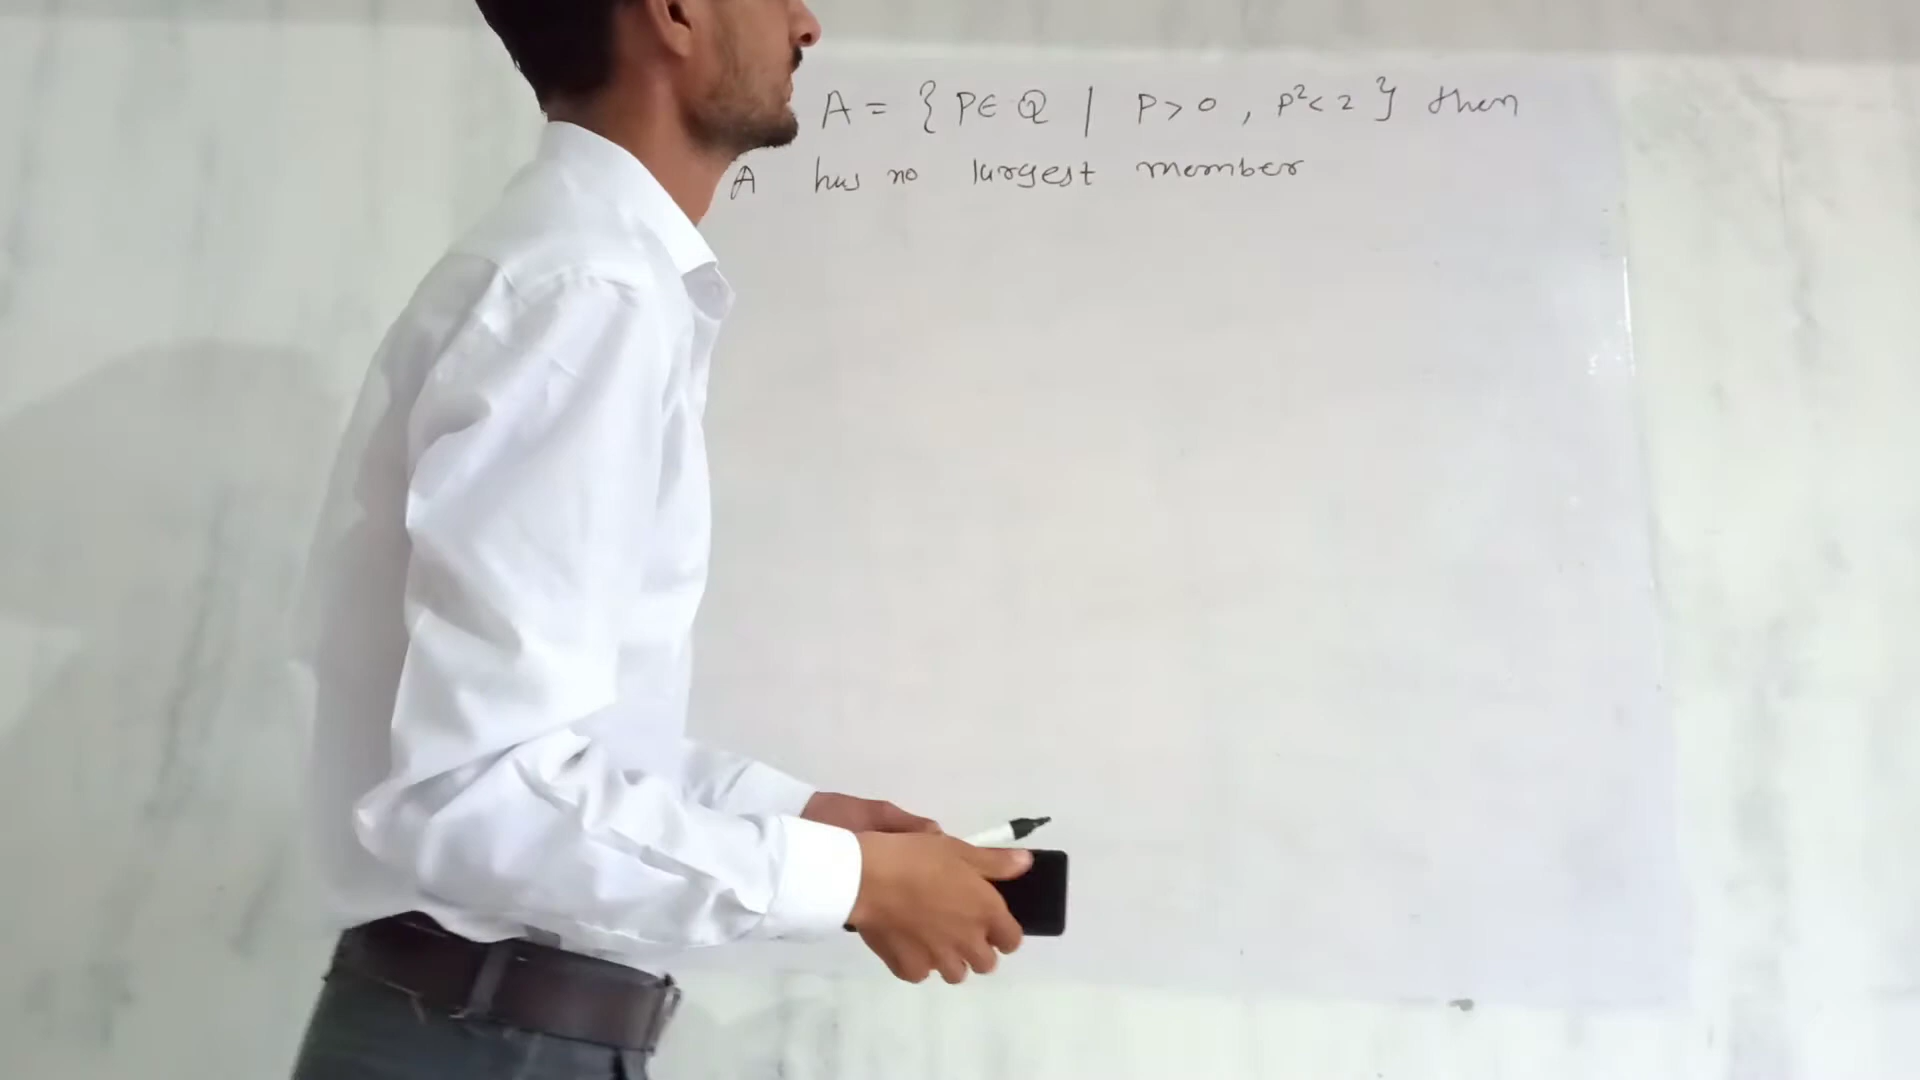 A = { P ∈ Q | P > 0 , P² < 2 } then
A has no largest member